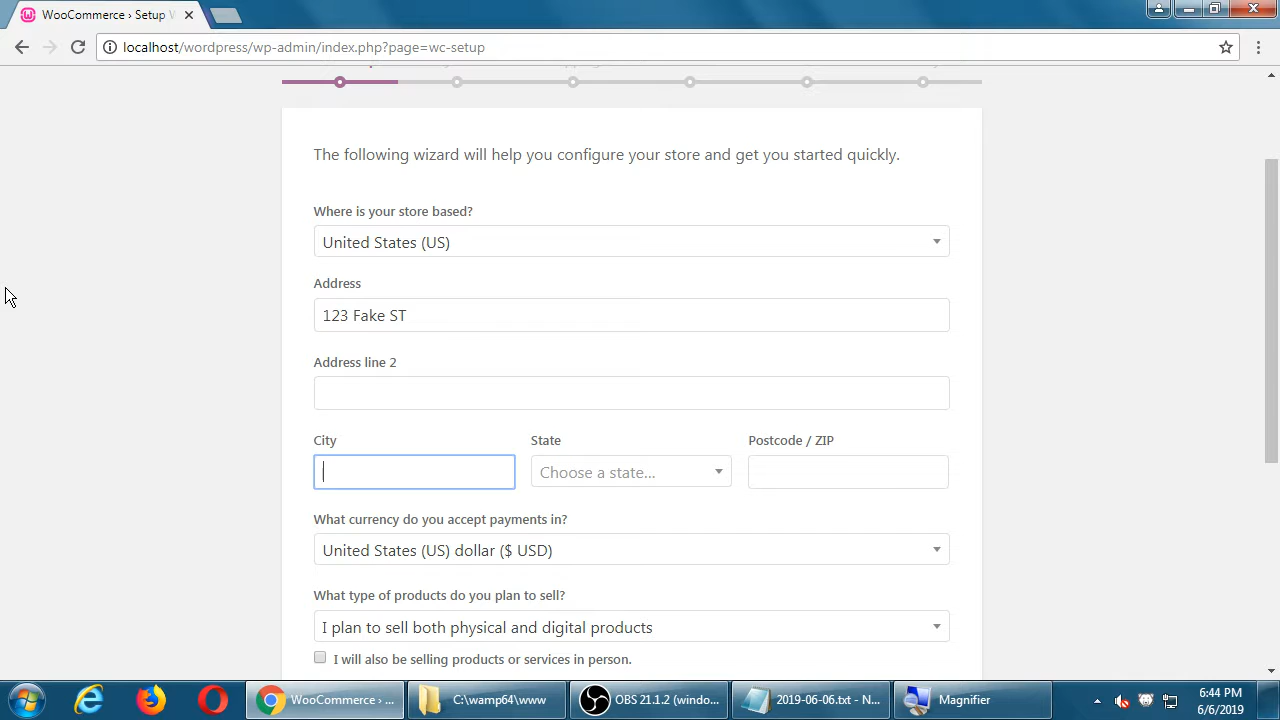 WooCommerce › Setup W
localhost/wordpress/wp-admin/index.php?page=wc-setup
The following wizard will help you configure your store and get you started quickly.
Where is your store based?
United States (US)
Address
123 Fake ST
Address line 2
City State Postcode / ZIP
Choose a state...
What currency do you accept payments in?
United States (US) dollar ($ USD)
What type of products do you plan to sell?
I plan to sell both physical and digital products
I will also be selling products or services in person.
WooCommerce › ... C:\wamp64\www OBS 21.1.2 (windo... 2019-06-06.txt - N... Magnifier 6:44 PM
6/6/2019